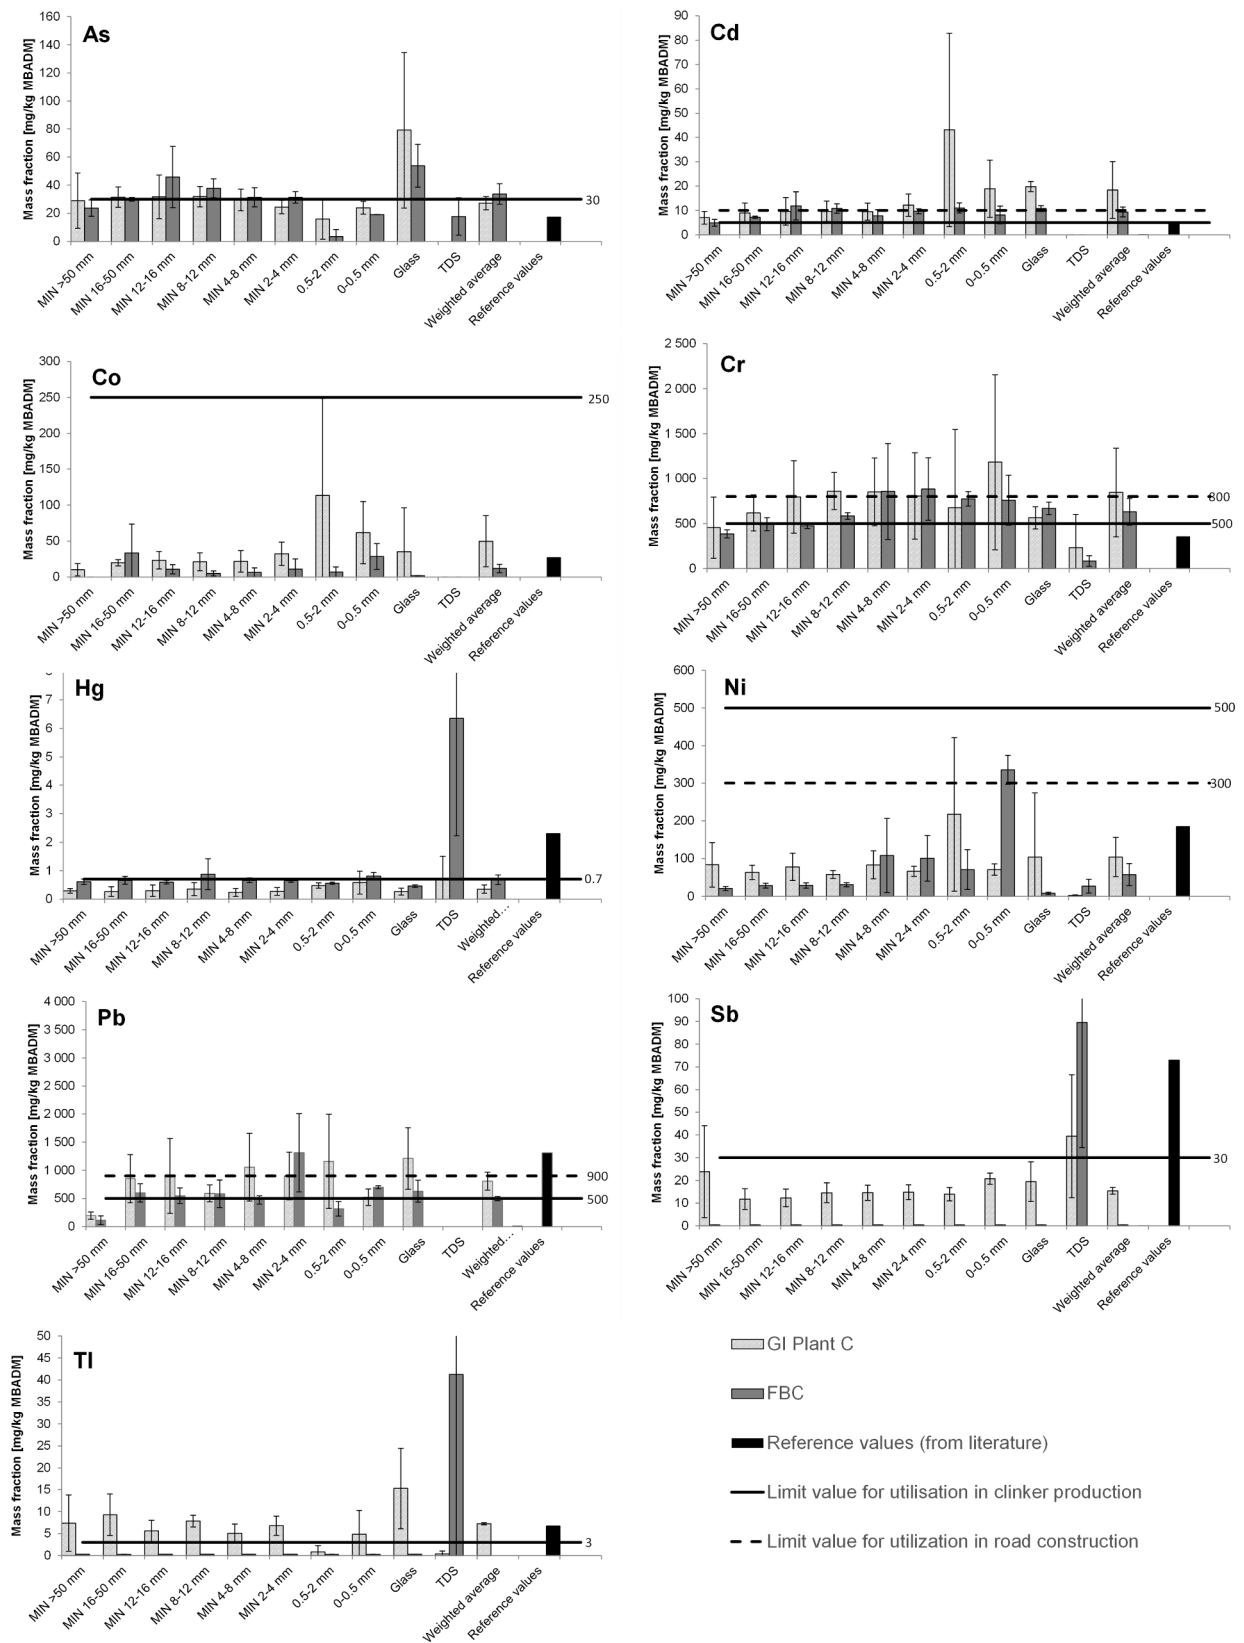 As
Mass fraction [mg/kg MBADM]
160
140
120
100
80
60
40
20
0
30
MIN >50 mm
MIN 16-50 mm
MIN 12-16 mm
MIN 8-12 mm
MIN 4-8 mm
MIN 2-4 mm
0.5-2 mm
0-0.5 mm
Glass
TDS
Weighted average
Reference values
Cd
Mass fraction [mg/kg MBADM]
90
80
70
60
50
40
30
20
10
0
10
5
MIN >50 mm
MIN 16-50 mm
MIN 12-16 mm
MIN 8-12 mm
MIN 4-8 mm
MIN 2-4 mm
0.5-2 mm
0-0.5 mm
Glass
TDS
Weighted average
Reference values
Co
Mass fraction [mg/kg MBADM]
300
250
200
150
100
50
0
250
MIN >50 mm
MIN 16-50 mm
MIN 12-16 mm
MIN 8-12 mm
MIN 4-8 mm
MIN 2-4 mm
0.5-2 mm
0-0.5 mm
Glass
TDS
Weighted average
Reference values
Cr
Mass fraction [mg/kg MBADM]
2 500
2 000
1 500
1 000
500
0
800
500
MIN >50 mm
MIN 16-50 mm
MIN 12-16 mm
MIN 8-12 mm
MIN 4-8 mm
MIN 2-4 mm
0.5-2 mm
0-0.5 mm
Glass
TDS
Weighted average
Reference values
Hg
Mass fraction [mg/kg MBADM]
8
7
6
5
4
3
2
1
0
0.7
MIN >50 mm
MIN 16-50 mm
MIN 12-16 mm
MIN 8-12 mm
MIN 4-8 mm
MIN 2-4 mm
0.5-2 mm
0-0.5 mm
Glass
TDS
Weighted...
Reference values
Ni
Mass fraction [mg/kg MBADM]
600
500
400
300
200
100
0
500
300
MIN >50 mm
MIN 16-50 mm
MIN 12-16 mm
MIN 8-12 mm
MIN 4-8 mm
MIN 2-4 mm
0.5-2 mm
0-0.5 mm
Glass
TDS
Weighted average
Reference values
Pb
Mass fraction [mg/kg MBADM]
4 000
3 500
3 000
2 500
2 000
1 500
1 000
500
0
900
500
MIN >50 mm
MIN 16-50 mm
MIN 12-16 mm
MIN 8-12 mm
MIN 4-8 mm
MIN 2-4 mm
0.5-2 mm
0-0.5 mm
Glass
TDS
Weighted...
Reference values
Sb
Mass fraction [mg/kg MBADM]
100
90
80
70
60
50
40
30
20
10
0
30
MIN >50 mm
MIN 16-50 mm
MIN 12-16 mm
MIN 8-12 mm
MIN 4-8 mm
MIN 2-4 mm
0.5-2 mm
0-0.5 mm
Glass
TDS
Weighted average
Reference values
Tl
Mass fraction [mg/kg MBADM]
50
45
40
35
30
25
20
15
10
5
0
3
MIN >50 mm
MIN 16-50 mm
MIN 12-16 mm
MIN 8-12 mm
MIN 4-8 mm
MIN 2-4 mm
0.5-2 mm
0-0.5 mm
Glass
TDS
Weighted average
Reference values
GI Plant C
FBC
Reference values (from literature)
Limit value for utilisation in clinker production
Limit value for utilization in road construction